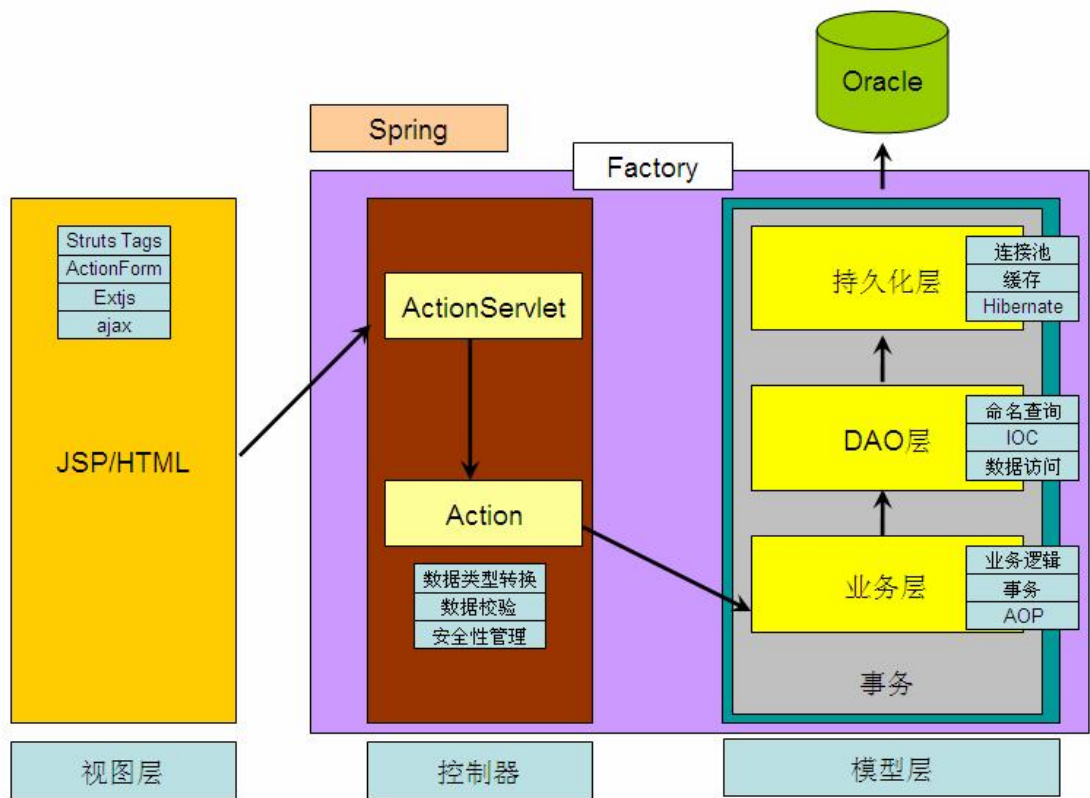 Oracle
Spring
Factory
Struts Tags
ActionForm
Extjs
ajax
JSP/HTML
视图层
ActionServlet
Action
数据类型转换
数据校验
安全性管理
控制器
持久化层
连接池
缓存
Hibernate
DAO层
命名查询
IOC
数据访问
业务层
业务逻辑
事务
AOP
事务
模型层